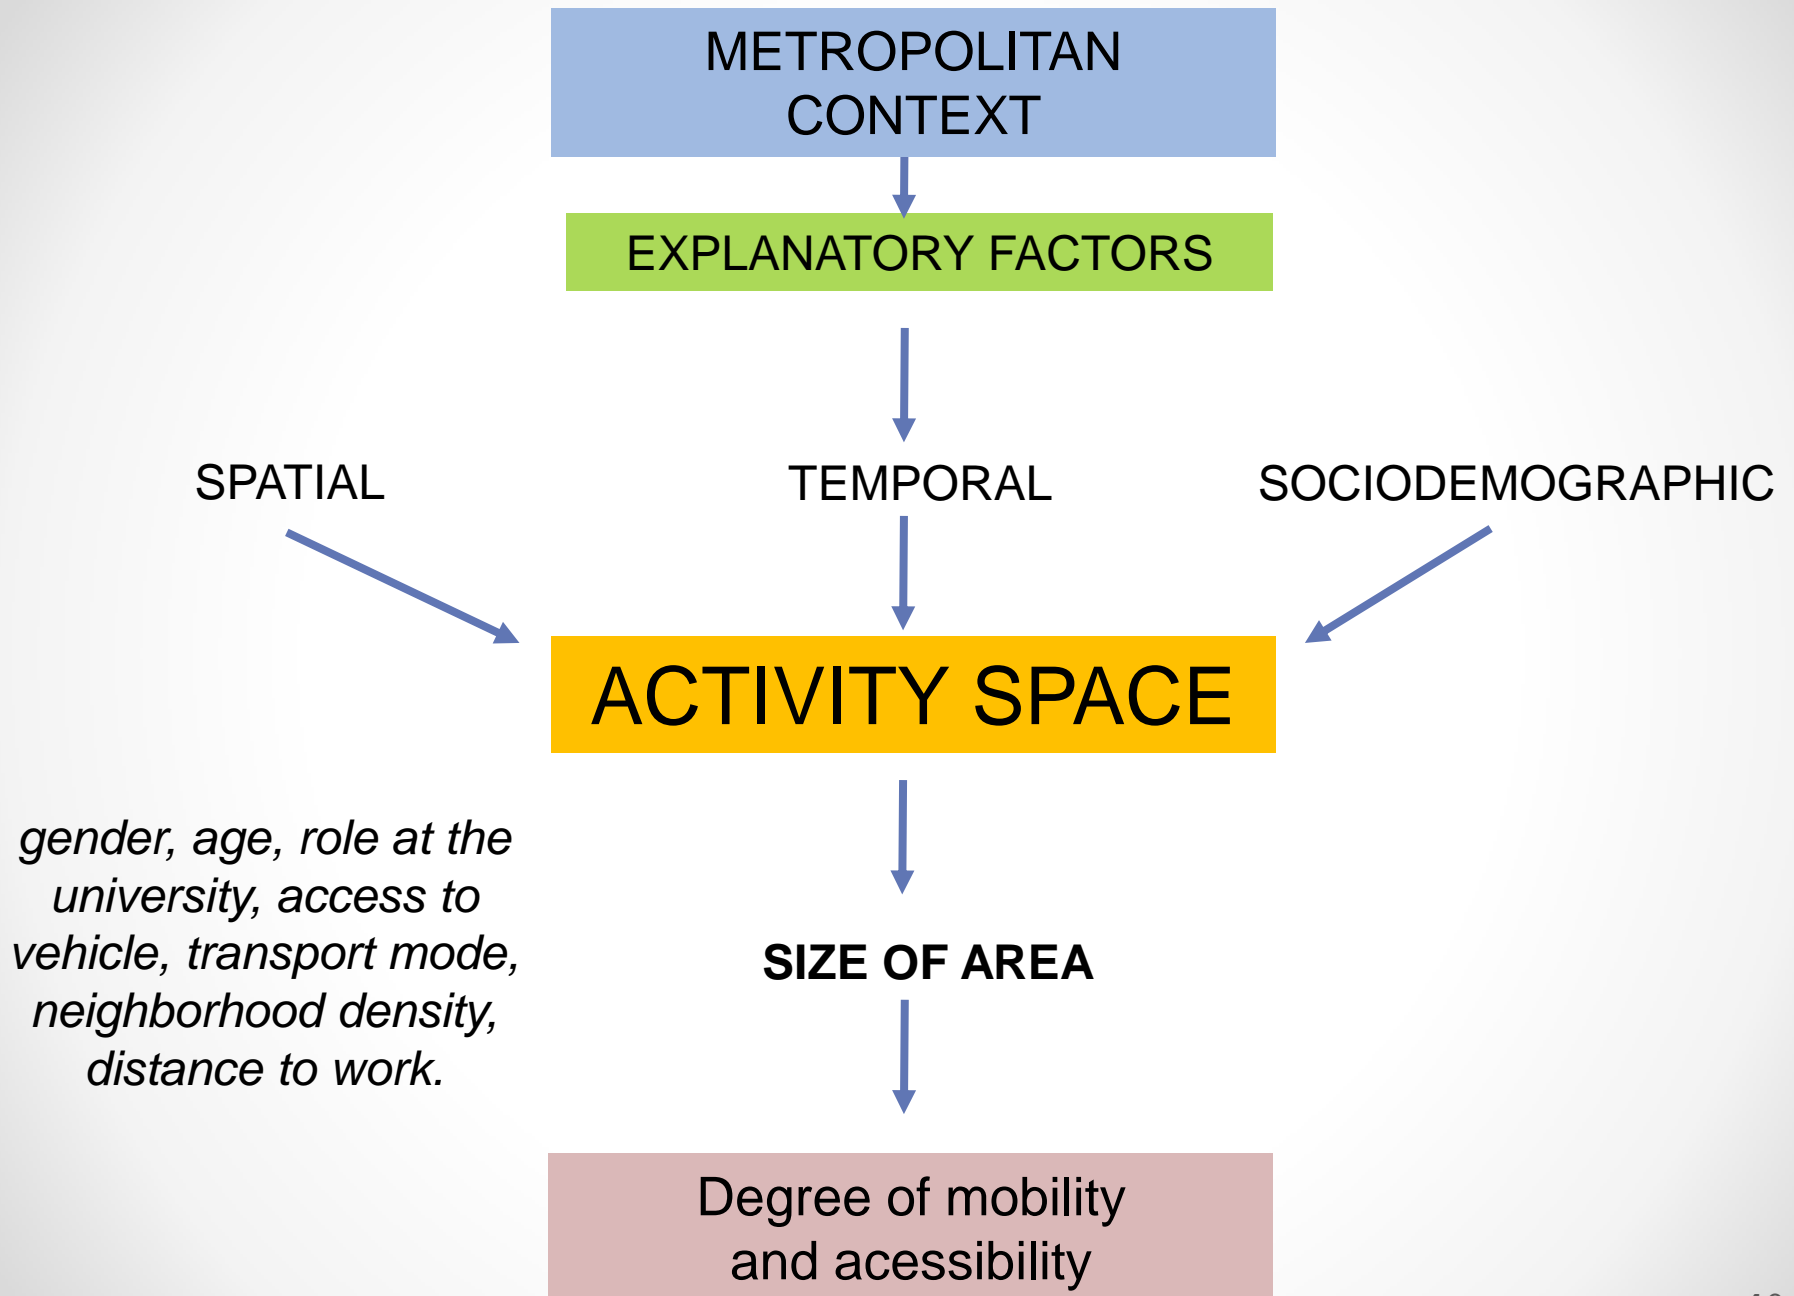 METROPOLITAN
CONTEXT
EXPLANATORY FACTORS
SPATIAL
TEMPORAL
SOCIODEMOGRAPHIC
ACTIVITY SPACE
gender, age, role at the
university, access to
vehicle, transport mode,
neighborhood density,
distance to work.
SIZE OF AREA
Degree of mobility
and acessibility